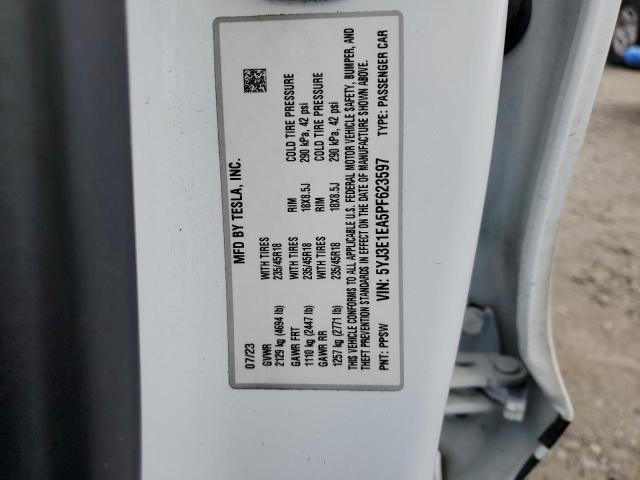 MFD BY TESLA, INC.
07/23
GVWR WITH TIRES RIM COLD TIRE PRESSURE
2129 kg (4694 lb) 235/45R18 18X8.5J 290 kPa, 42 psi
GAWR FRT WITH TIRES RIM COLD TIRE PRESSURE
1110 kg (2447 lb) 235/45R18 18X8.5J 290 kPa, 42 psi
GAWR RR
1257 kg (2771 lb)
THIS VEHICLE CONFORMS TO ALL APPLICABLE U.S. FEDERAL MOTOR VEHICLE SAFETY, BUMPER, AND
THEFT PREVENTION STANDARDS IN EFFECT ON THE DATE OF MANUFACTURE SHOWN ABOVE.
VIN: 5YJ3E1EA5PF623597
PNT: PPSW TYPE: PASSENGER CAR